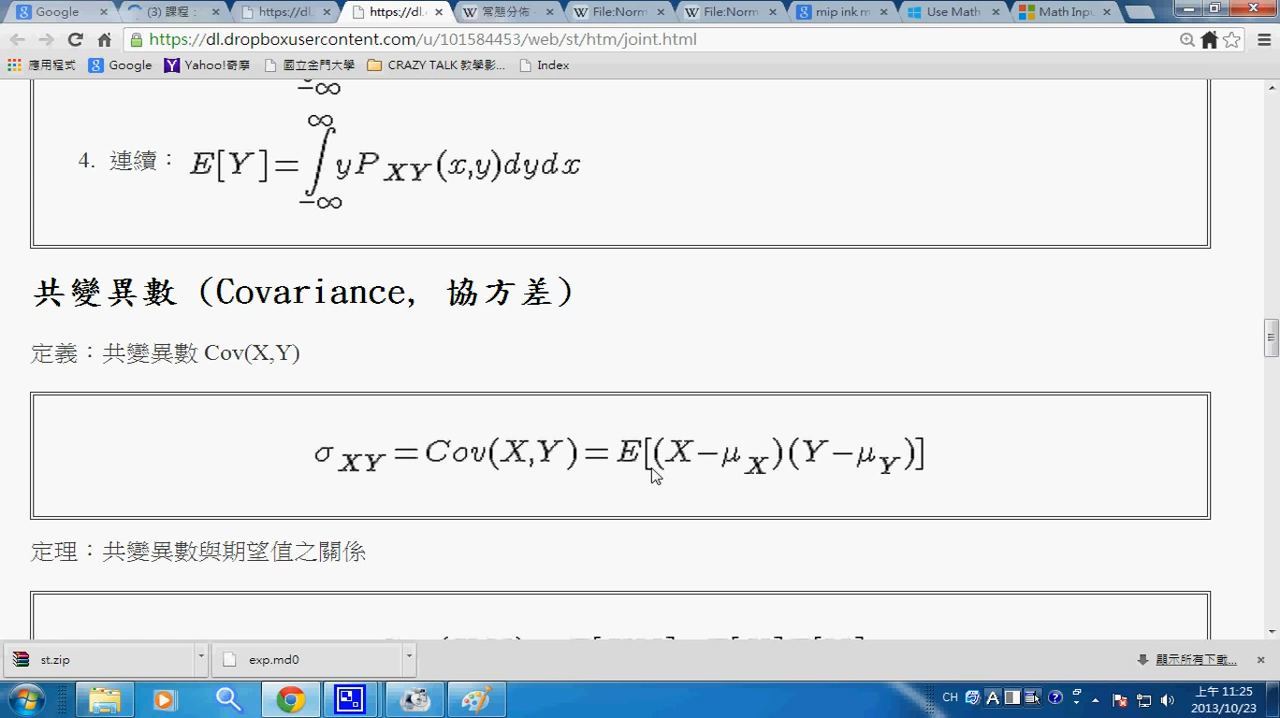 Google
(3) 課程：
https://dl.
https://dl.
常態分佈 -
File:Norm
File:Norm
mip ink m
Use Math
Math Inpu
https://dl.dropboxusercontent.com/u/101584453/web/st/htm/joint.html
應用程式 Google Yahoo!奇摩 國立金門大學 CRAZY TALK 教學影... Index
−∞
4. 連續： E[Y]=∫_{−∞}^{∞} yP_{XY}(x,y)dydx
共變異數 (Covariance, 協方差)
定義：共變異數 Cov(X,Y)
σ_{XY}=Cov(X,Y)=E[(X−μ_X)(Y−μ_Y)]
定理：共變異數與期望值之關係
st.zip
exp.md0
顯示所有下載...
CH
上午 11:25
2013/10/23